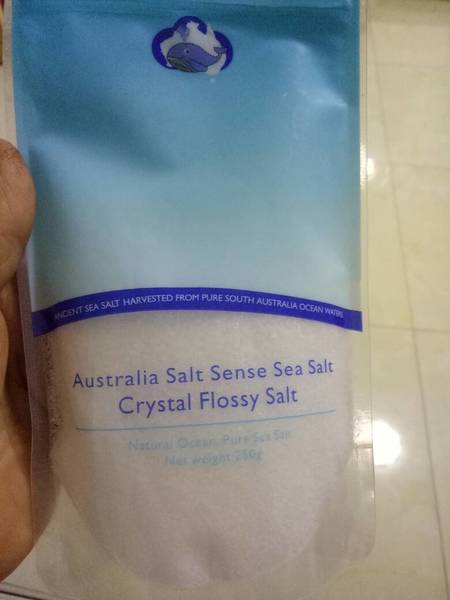 ANCIENT SEA SALT HARVESTED FROM PURE SOUTH AUSTRALIA OCEAN WATERS
Australia Salt Sense Sea Salt
Crystal Flossy Salt
Natural Ocean, Pure Sea Salt
Net weight 250g